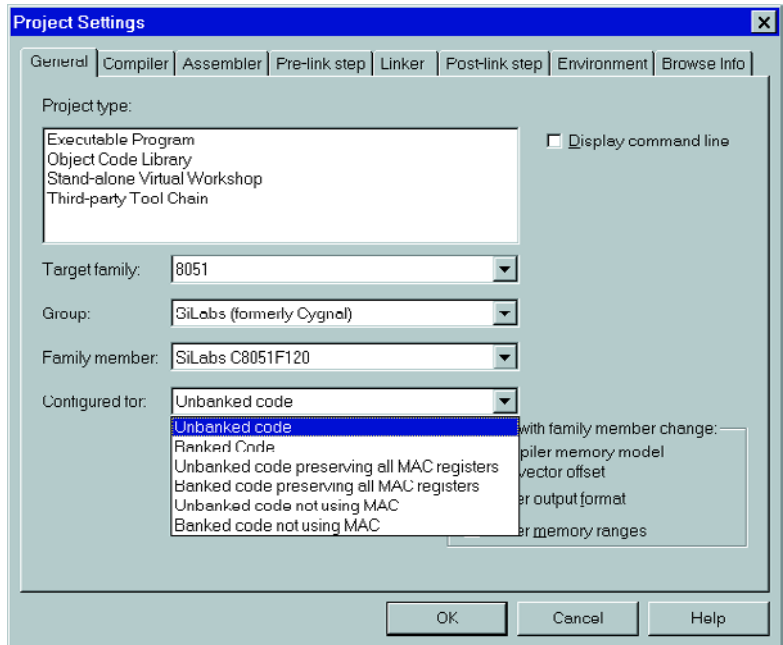 Project Settings
General Compiler Assembler Pre-link step Linker Post-link step Environment Browse Info
Project type:
Executable Program
Object Code Library
Stand-alone Virtual Workshop
Third-party Tool Chain
Display command line
Target family: 8051
Group: SiLabs (formerly Cygnal)
Family member: SiLabs C8051F120
Configured for: Unbanked code
Unbanked code
Banked Code
Unbanked code preserving all MAC registers
Banked code preserving all MAC registers
Unbanked code not using MAC
Banked code not using MAC
with family member change:
memory model
vector offset
output format
memory ranges
OK Cancel Help